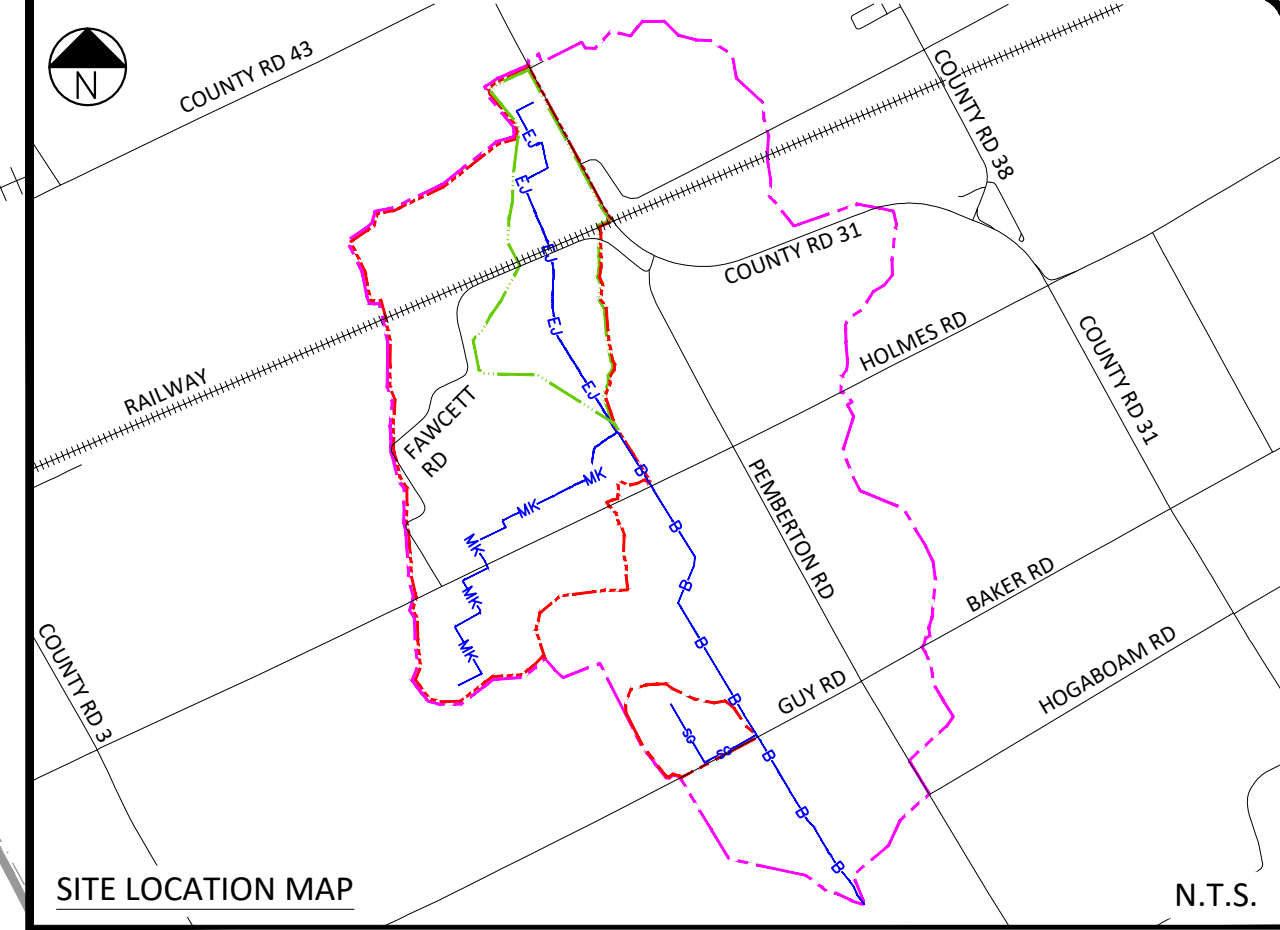 N
COUNTY RD 43
COUNTY RD 38
EJ
EJ
COUNTY RD 31
EJ
HOLMES RD
EJ
COUNTY RD 31
RAILWAY
EJ
FAWCETT
RD
B
PEMBERTON RD
MK
MK
B
MK
B
BAKER RD
MK
COUNTY RD 3
B
MK
HOGABOAM RD
GUY RD
B
SG
SG
B
B
B
SITE LOCATION MAP
N.T.S.